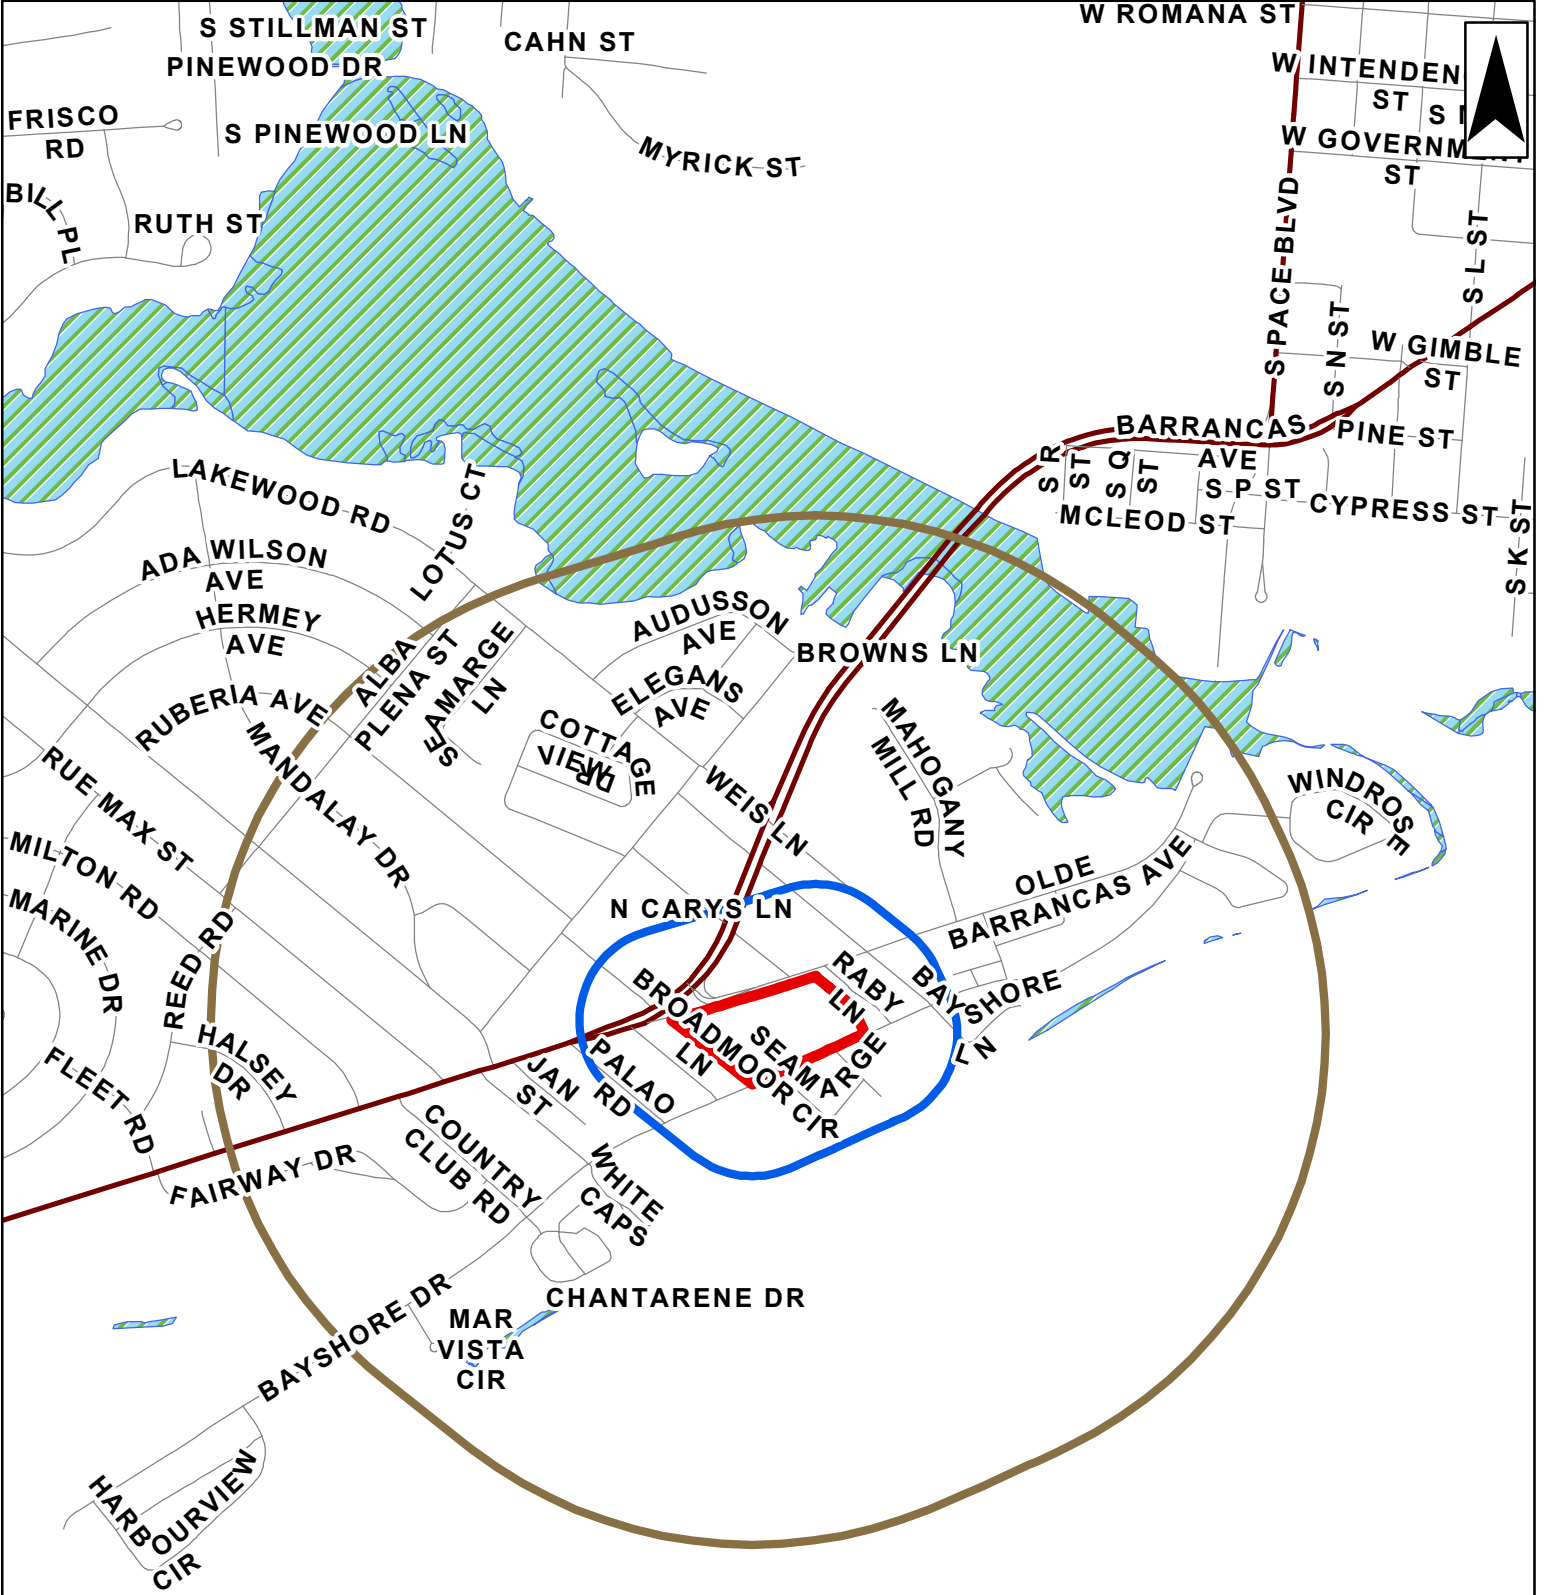 S STILLMAN ST
PINEWOOD DR
CAHN ST
W ROMANA ST
W INTENDEN
ST
S
FRISCO
RD
S PINEWOOD LN
MYRICK ST
W GOVERNM
ST
BILL PL
RUTH ST
S PACE BLVD
S L ST
S N ST
W GIMBLE
ST
BARRANCAS
AVE
PINE ST
S R
ST
S Q
ST
S P ST
CYPRESS ST
MCLEOD ST
S K ST
LAKEWOOD RD
LOTUS CT
ADA WILSON
AVE
HERMEY
AVE
AUDUSSON
AVE
BROWNS LN
ALBA
PLENA ST
SEAMARGE
LN
ELEGANS
AVE
RUBERIA AVE
COTTAGE
VIEW
DR
MAHOGANY
MILL RD
MANDALAY DR
RUE MAX ST
WEIS LN
WINDROSE
CIR
MILTON RD
OLDE
BARRANCAS AVE
MARINE DR
REED RD
N CARYS LN
RABY
LN
BAYSHORE
LN
BROADMOOR
LN
SEAMARGE
CIR
HALSEY
DR
FLEET RD
JAN
ST
PALAO
RD
COUNTRY
CLUB RD
FAIRWAY DR
WHITE
CAPS
CHANTARENE DR
BAYSHORE DR
MAR
VISTA
CIR
HARBOURVIEW
CIR